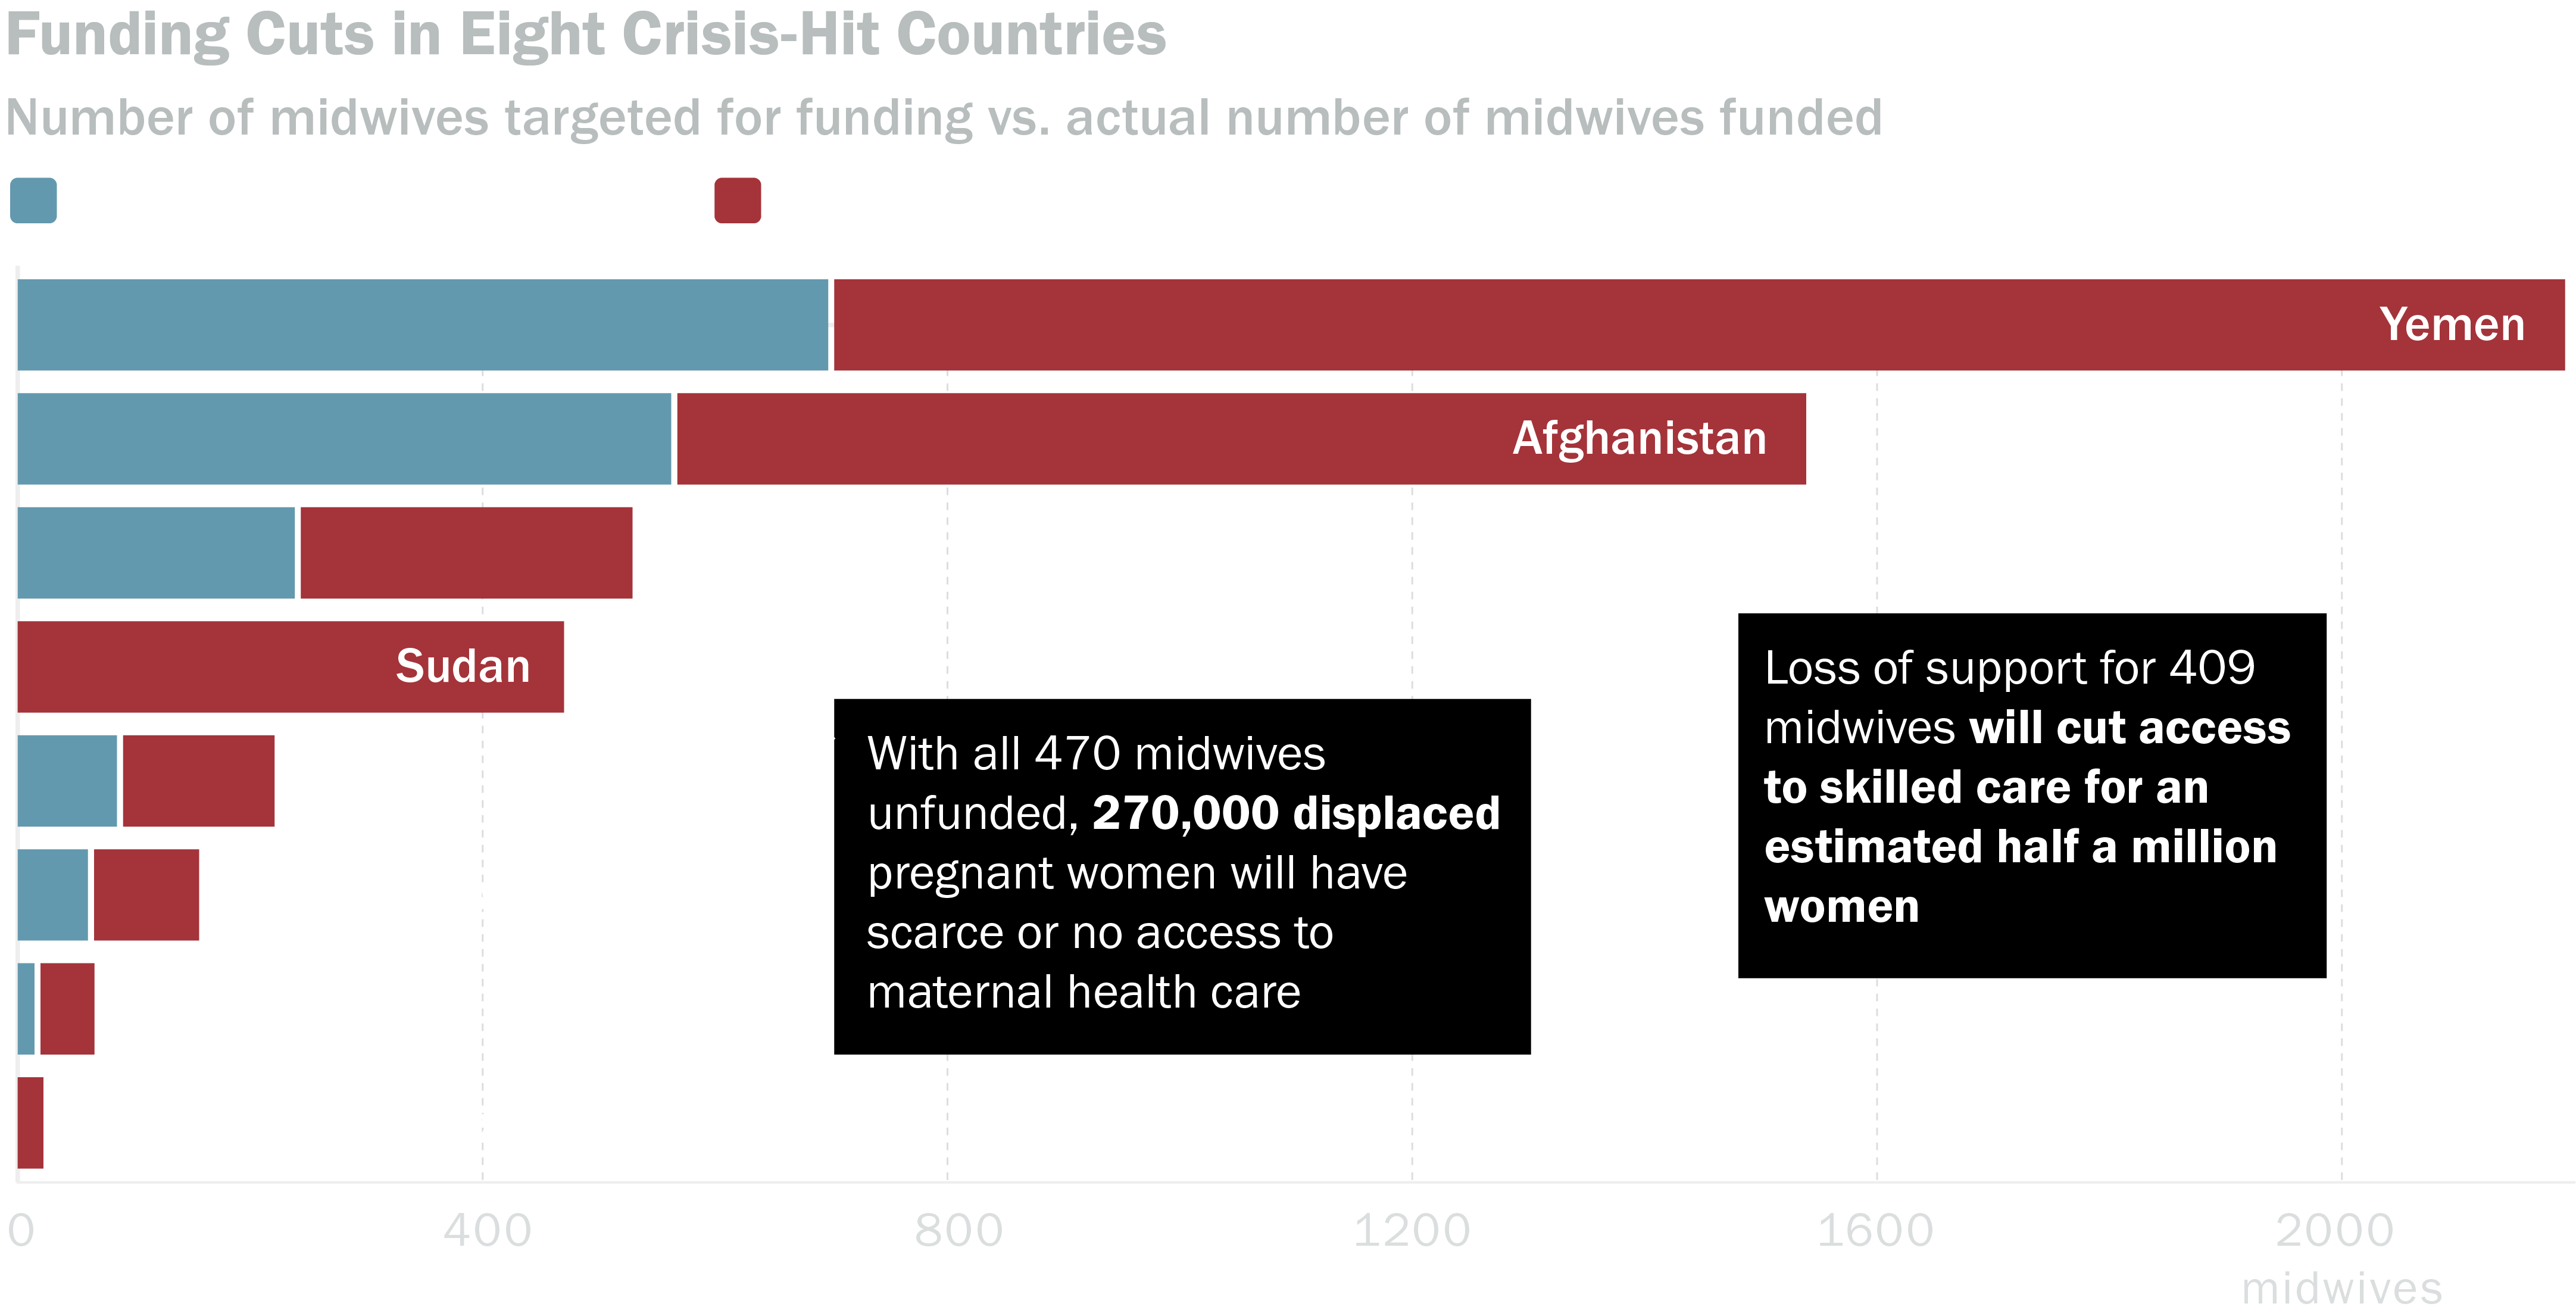 Funding Cuts in Eight Crisis-Hit Countries
Number of midwives targeted for funding vs. actual number of midwives funded
Yemen
Afghanistan
Sudan
With all 470 midwives
unfunded, 270,000 displaced
pregnant women will have
scarce or no access to
maternal health care
Loss of support for 409
midwives will cut access
to skilled care for an
estimated half a million
women
0
400
800
1200
1600
2000
midwives